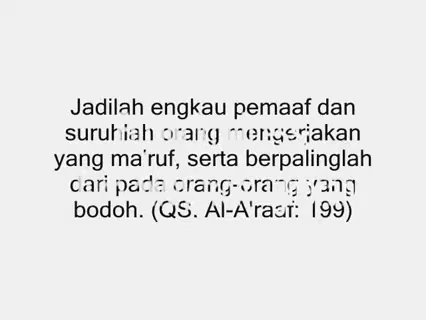 Jadilah engkau pemaaf dan
suruhlah orang mengerjakan
yang ma'ruf, serta berpalinglah
dari pada orang-orang yang
bodoh. (QS. Al-A'raaf: 199)